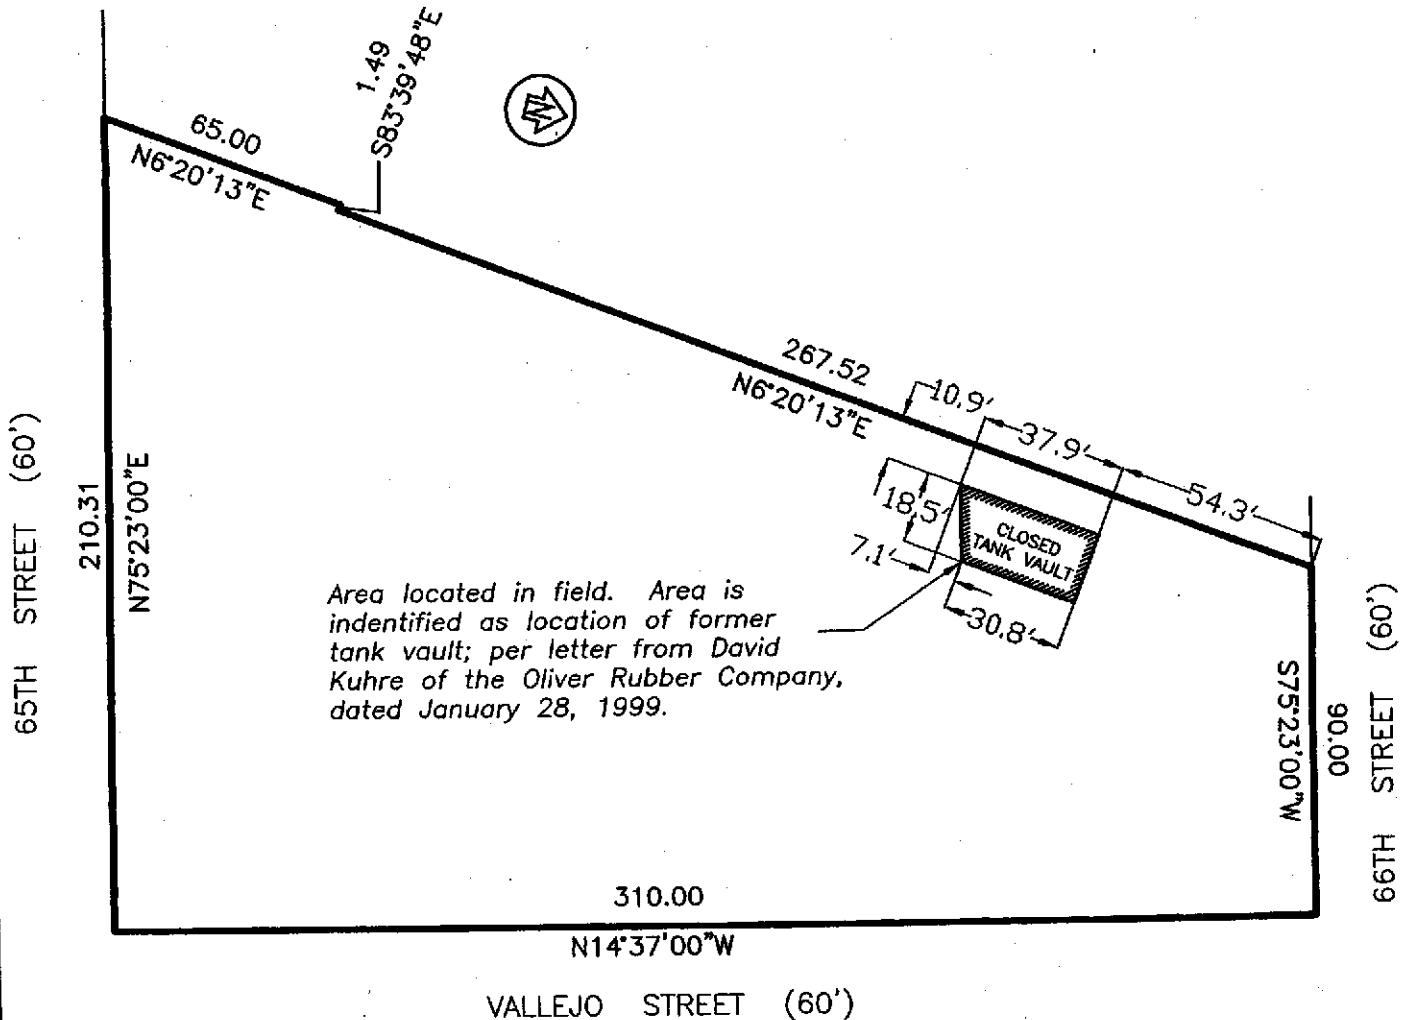 1.49
S83°39'48"E
N
65.00
N6°20'13"E
267.52
N6°20'13"E
10.9'
37.9'
54.3'
18.5'
7.1'
30.8'
CLOSED
TANK VAULT
65TH STREET (60')
210.31
N75°23'00"E
Area located in field. Area is
indentified as location of former
tank vault; per letter from David
Kuhre of the Oliver Rubber Company,
dated January 28, 1999.
S75°23'00"W
90.00
66TH STREET (60')
310.00
N14°37'00"W
VALLEJO STREET (60')